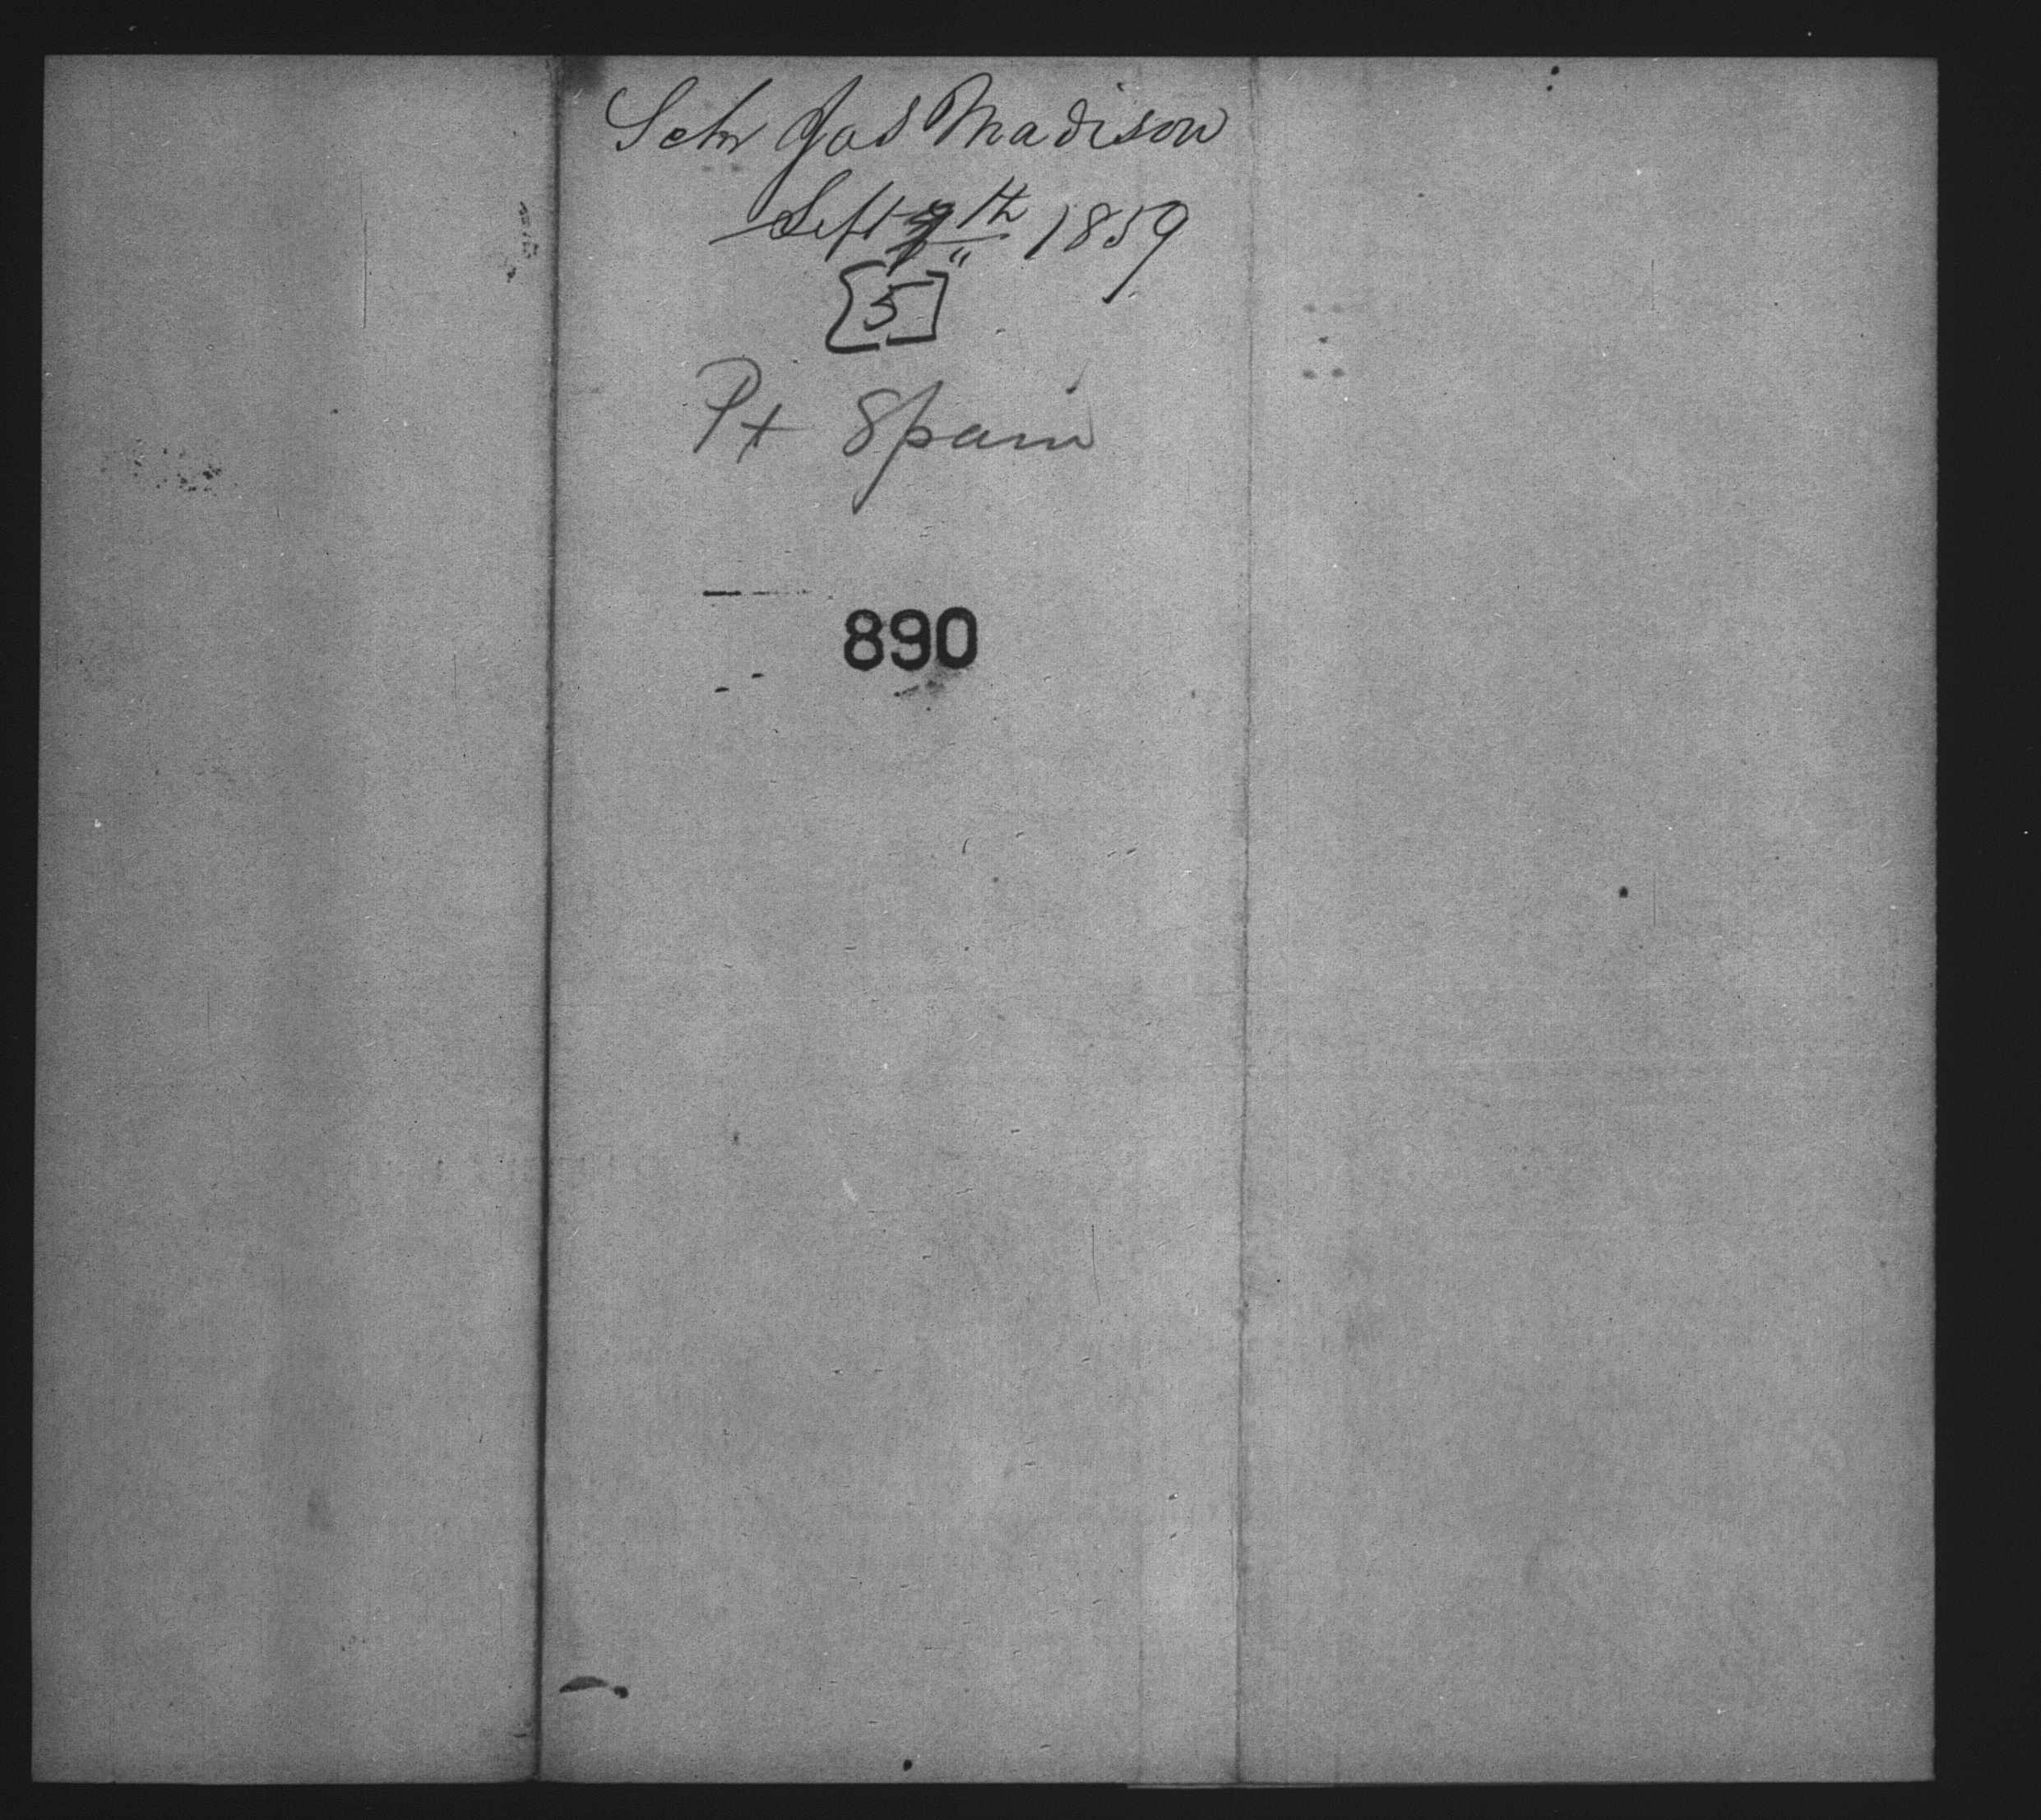 Schr Jas Madison
Sept 9th 1859
[5]
Pt Spain
890